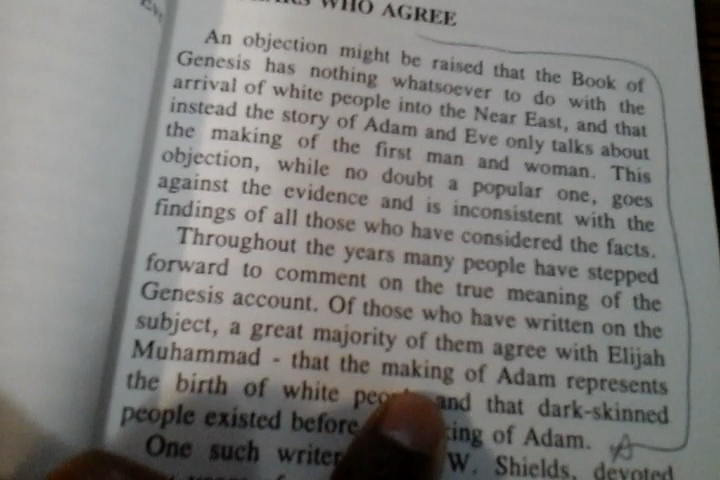 WHO AGREE
An objection might be raised that the Book of
Genesis has nothing whatsoever to do with the
arrival of white people into the Near East, and that
instead the story of Adam and Eve only talks about
the making of the first man and woman. This
objection, while no doubt a popular one, goes
against the evidence and is inconsistent with the
findings of all those who have considered the facts.
Throughout the years many people have stepped
forward to comment on the true meaning of the
Genesis account. Of those who have written on the
subject, a great majority of them agree with Elijah
Muhammad - that the making of Adam represents
the birth of white people and that dark-skinned
people existed before king of Adam.
One such writer W. Shields, devoted